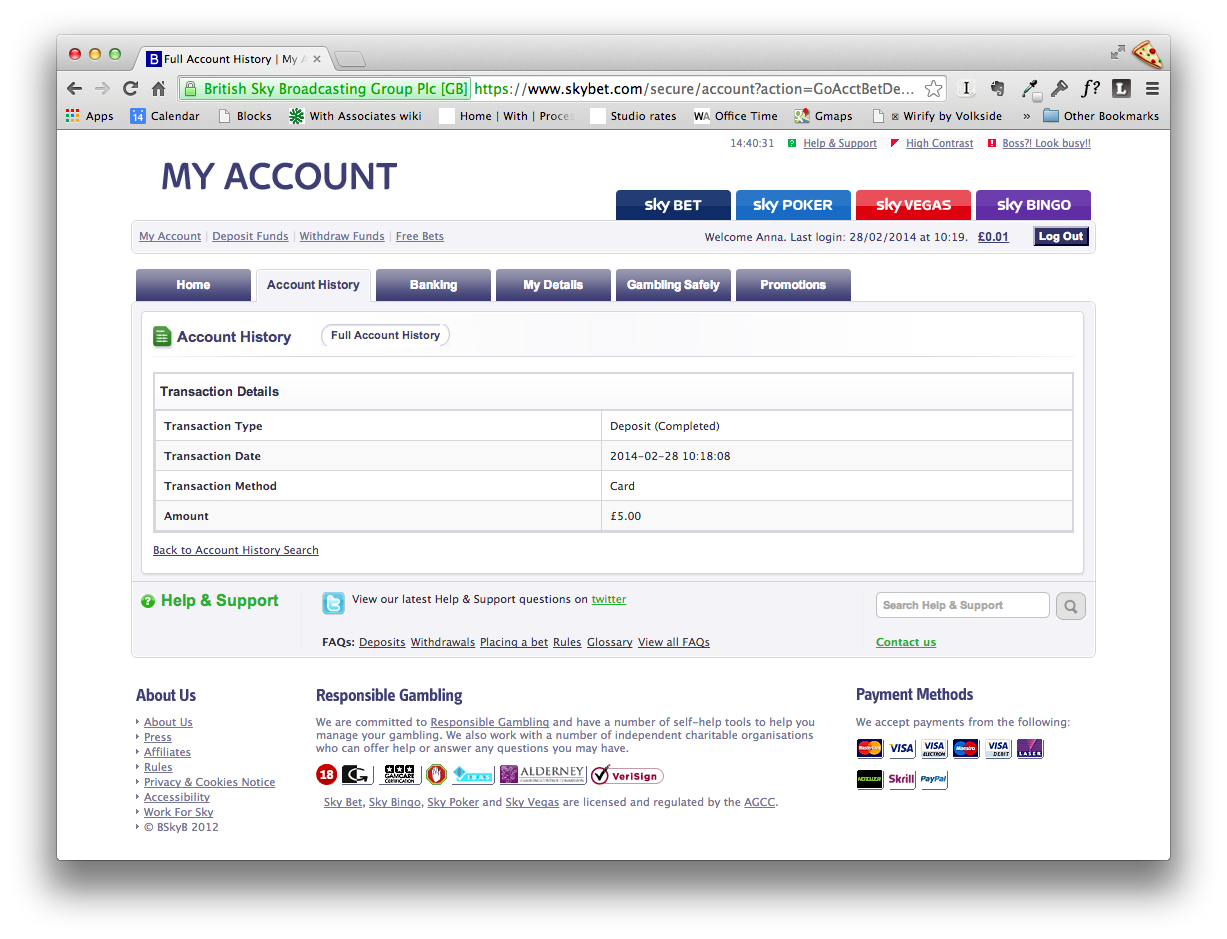 Full Account History | My A
British Sky Broadcasting Group Plc [GB] https://www.skybet.com/secure/account?action=GoAcctBetDe...
Apps 14 Calendar Blocks With Associates wiki Home | With | Proces Studio rates WA Office Time Gmaps Wirify by Volkside » Other Bookmarks
14:40:31 Help & Support High Contrast Boss?! Look busy!!
MY ACCOUNT
sky BET sky POKER sky VEGAS sky BINGO
My Account | Deposit Funds | Withdraw Funds | Free Bets Welcome Anna. Last login: 28/02/2014 at 10:19. £0.01 Log Out
Home Account History Banking My Details Gambling Safely Promotions
Account History Full Account History
Transaction Details
Transaction Type Deposit (Completed)
Transaction Date 2014-02-28 10:18:08
Transaction Method Card
Amount £5.00
Back to Account History Search
Help & Support View our latest Help & Support questions on twitter Search Help & Support
FAQs: Deposits Withdrawals Placing a bet Rules Glossary View all FAQs Contact us
About Us
About Us
Press
Affiliates
Rules
Privacy & Cookies Notice
Accessibility
Work For Sky
© BSkyB 2012
Responsible Gambling
We are committed to Responsible Gambling and have a number of self-help tools to help you
manage your gambling. We also work with a number of independent charitable organisations
who can offer help or answer any questions you may have.
18 G GAMCARE CERTIFICATION IBAS ALDERNEY VeriSign
Sky Bet, Sky Bingo, Sky Poker and Sky Vegas are licensed and regulated by the AGCC.
Payment Methods
We accept payments from the following:
MasterCard VISA VISA ELECTRON Maestro VISA DEBIT LASER
NETELLER Skrill PayPal